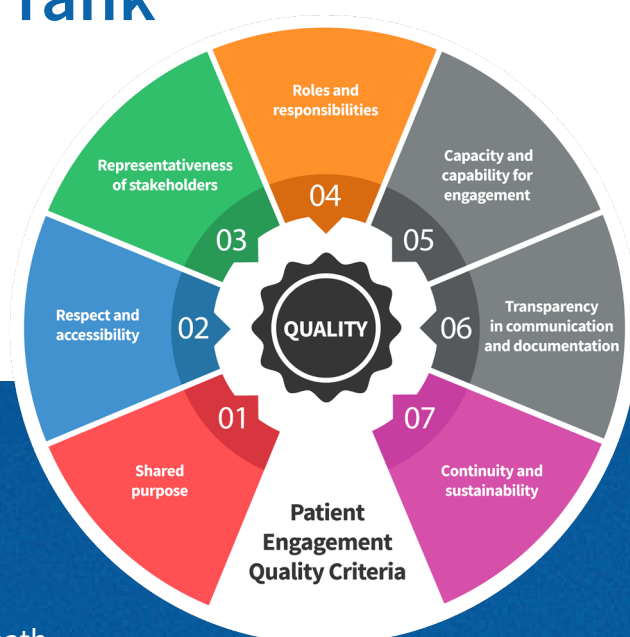 Roles and
responsibilities
04
Representativeness
of stakeholders
03
Capacity and
capability for
engagement
05
Respect and
accessibility
02
QUALITY
06
Transparency
in communication
and documentation
01
07
Shared
purpose
Continuity and
sustainability
Patient
Engagement
Quality Criteria